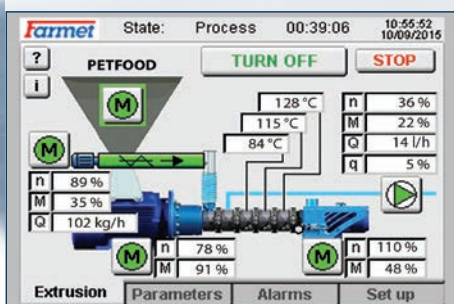 Farmet State: Process 00:39:06 10:55:52
10/09/2015
? PETFOOD TURN OFF STOP
i
M
128 °C
115 °C
84 °C
n 36 %
M 22 %
Q 14 l/h
q 5 %
M
n 89 %
M 35 %
Q 102 kg/h
M
n 78 %
M 91 %
M
n 110 %
M 48 %
Extrusion Parameters Alarms Set up